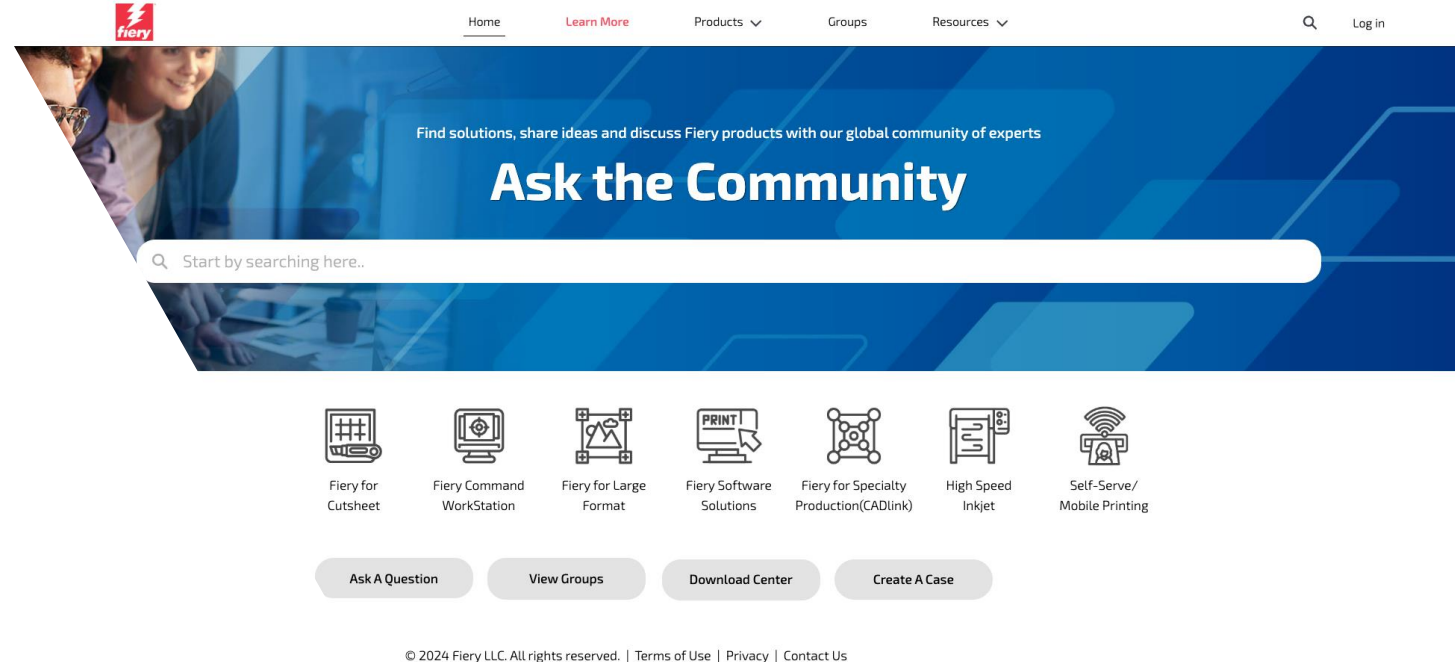 fiery
Home Learn More Products Groups Resources Log in
Find solutions, share ideas and discuss Fiery products with our global community of experts
Ask the Community
Start by searching here..
PRINT
Fiery for
Cutsheet
Fiery Command
WorkStation
Fiery for Large
Format
Fiery Software
Solutions
Fiery for Specialty
Production(CADlink)
High Speed
Inkjet
Self-Serve/
Mobile Printing
Ask A Question View Groups Download Center Create A Case
© 2024 Fiery LLC. All rights reserved. | Terms of Use | Privacy | Contact Us